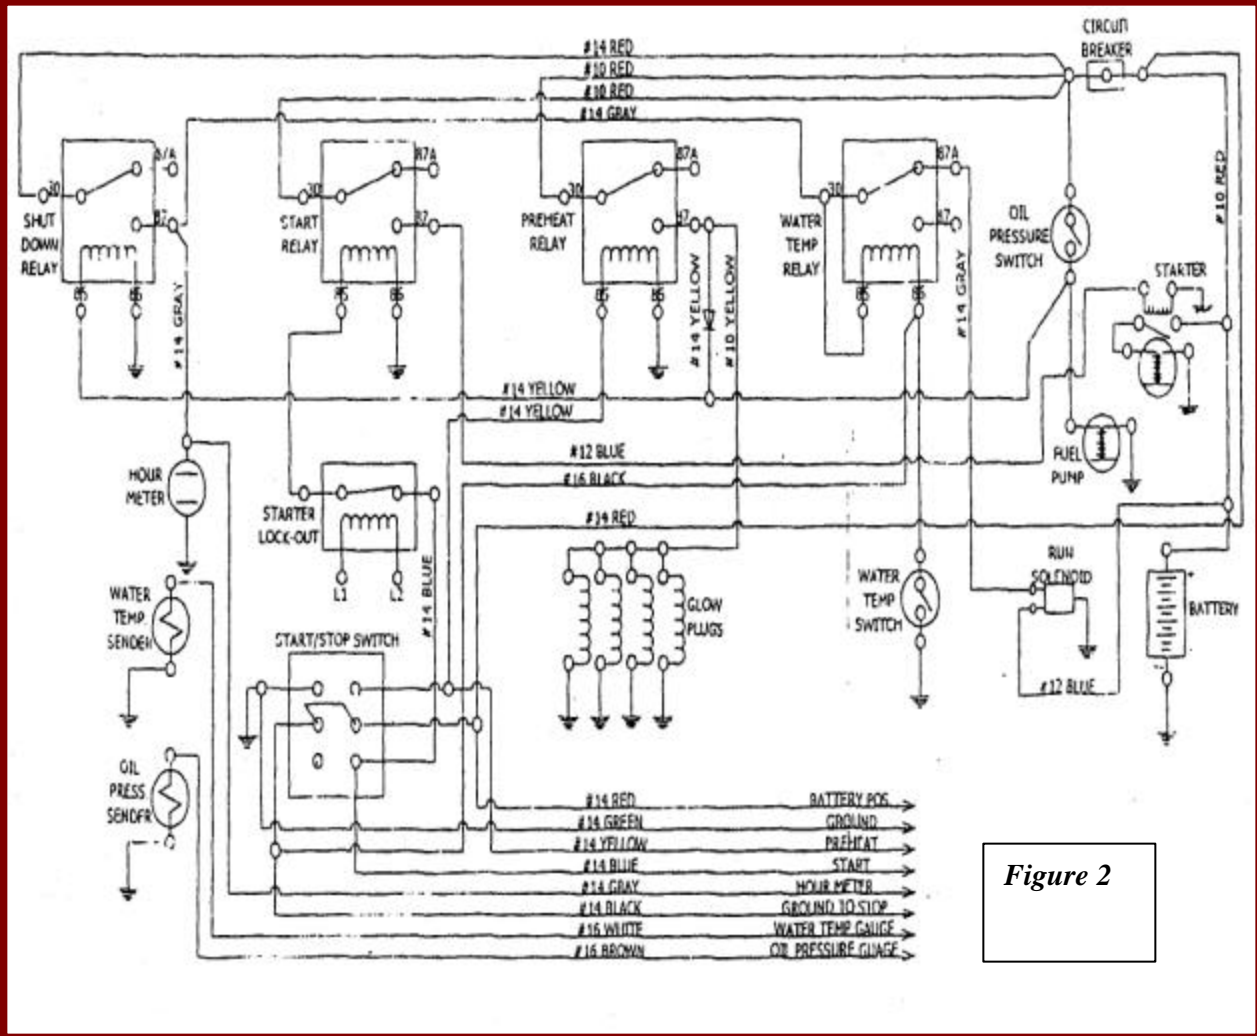 CIRCUIT
BREAKER
#14 RED
#10 RED
#10 RED
#14 GRAY
87A
87A
87A
87A
30
30
30
30
87
87
87
87
SHUT
DOWN
RELAY
START
RELAY
PREHEAT
RELAY
WATER
TEMP
RELAY
OIL
PRESSURE
SWITCH
#10 RED
STARTER
85
86
86
85
86
85
86
#14 GRAY
#14 YELLOW
#10 YELLOW
#14 GRAY
#14 YELLOW
#14 YELLOW
#12 BLUE
#16 BLACK
#14 RED
FUEL
PUMP
HOUR
METER
STARTER
LOCK-OUT
L1
L2
#14 BLUE
WATER
TEMP.
SENDER
GLOW
PLUGS
WATER
TEMP
SWITCH
RUN
SOLENOID
+
BATTERY
#12 BLUE
START/STOP SWITCH
OIL
PRESS.
SENDER
#14 RED BATTERY POS.
#14 GREEN GROUND
#14 YELLOW PREHEAT
#14 BLUE START
#14 GRAY HOUR METER
#14 BLACK GROUND TO STOP
#16 WHITE WATER TEMP GAUGE
#16 BROWN OIL PRESSURE GUAGE
Figure 2